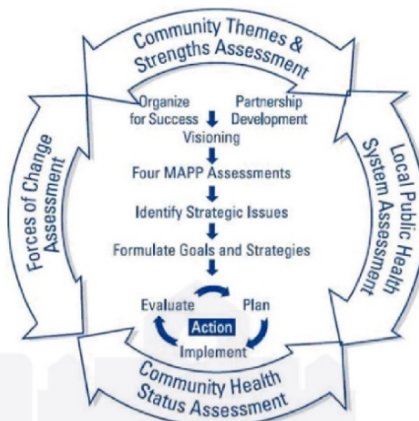 Community Themes &
Strengths Assessment
Organize
for Success
Partnership
Development
Visioning
Four MAPP Assessments
Identify Strategic Issues
Formulate Goals and Strategies
Evaluate
Plan
Action
Implement
Forces of Change
Assessment
Local Public Health
System Assessment
Community Health
Status Assessment